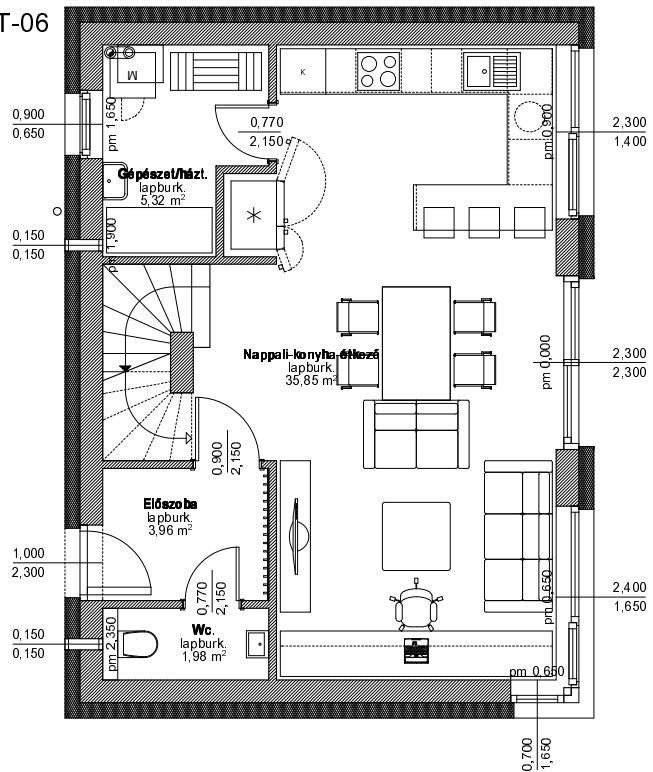 T-06
M
K
0,900
0,650
pm 1,650
0,770
2,150
pm 0,900
2,300
1,400
Gépészet/házt.
lapburk.
5,32 m²
0,150
0,150
pm 1,900
Nappali-konyha-étkező
lapburk.
35,85 m²
pm 0,000
2,300
2,300
0,900
2,150
Előszoba
lapburk.
3,96 m²
1,000
2,300
0,770
2,150
pm 0,650
2,400
1,650
0,150
0,150
pm 2,350
Wc.
lapburk.
1,98 m²
pm 0,650
0,700
1,650